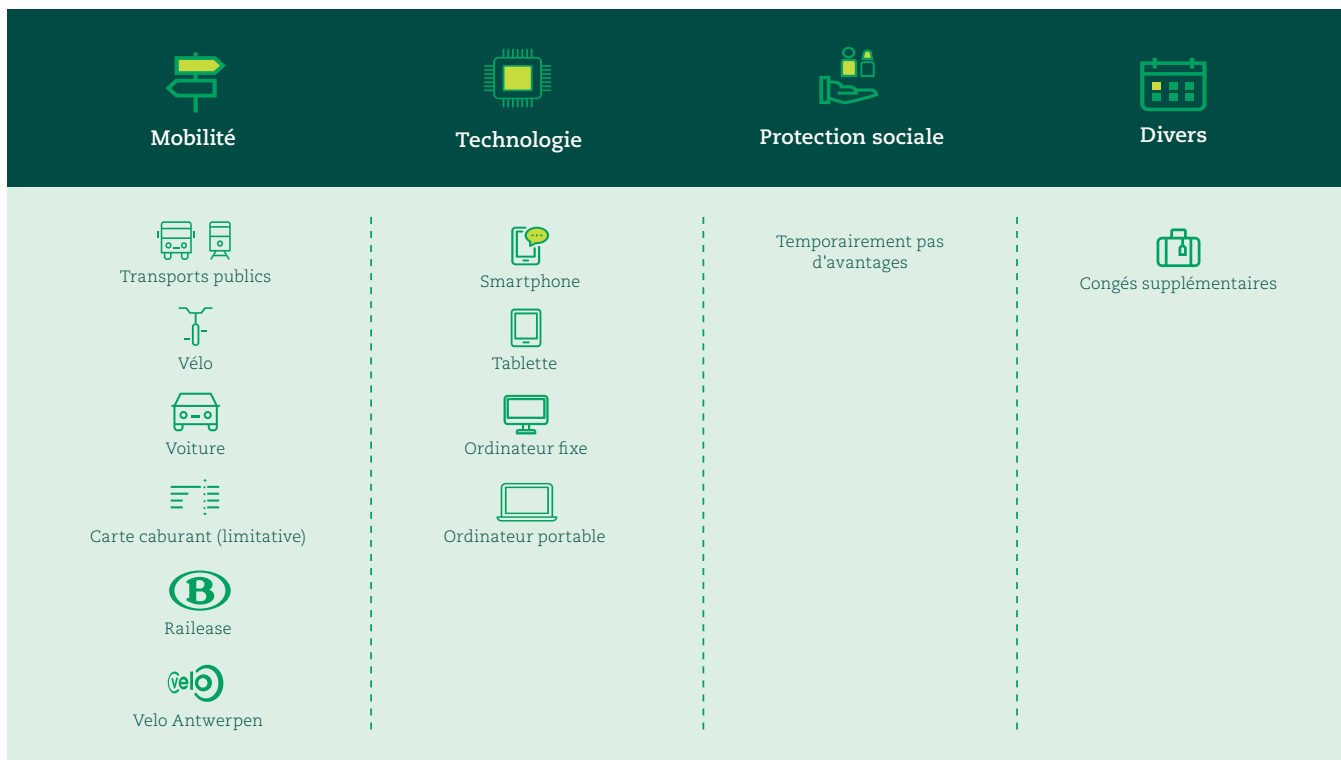 Mobilité
Technologie
Protection sociale
Divers
Transports publics
Vélo
Voiture
Carte caburant (limitative)
B
Railease
velo
Velo Antwerpen
Smartphone
Tablette
Ordinateur fixe
Ordinateur portable
Temporairement pas
d'avantages
Congés supplémentaires